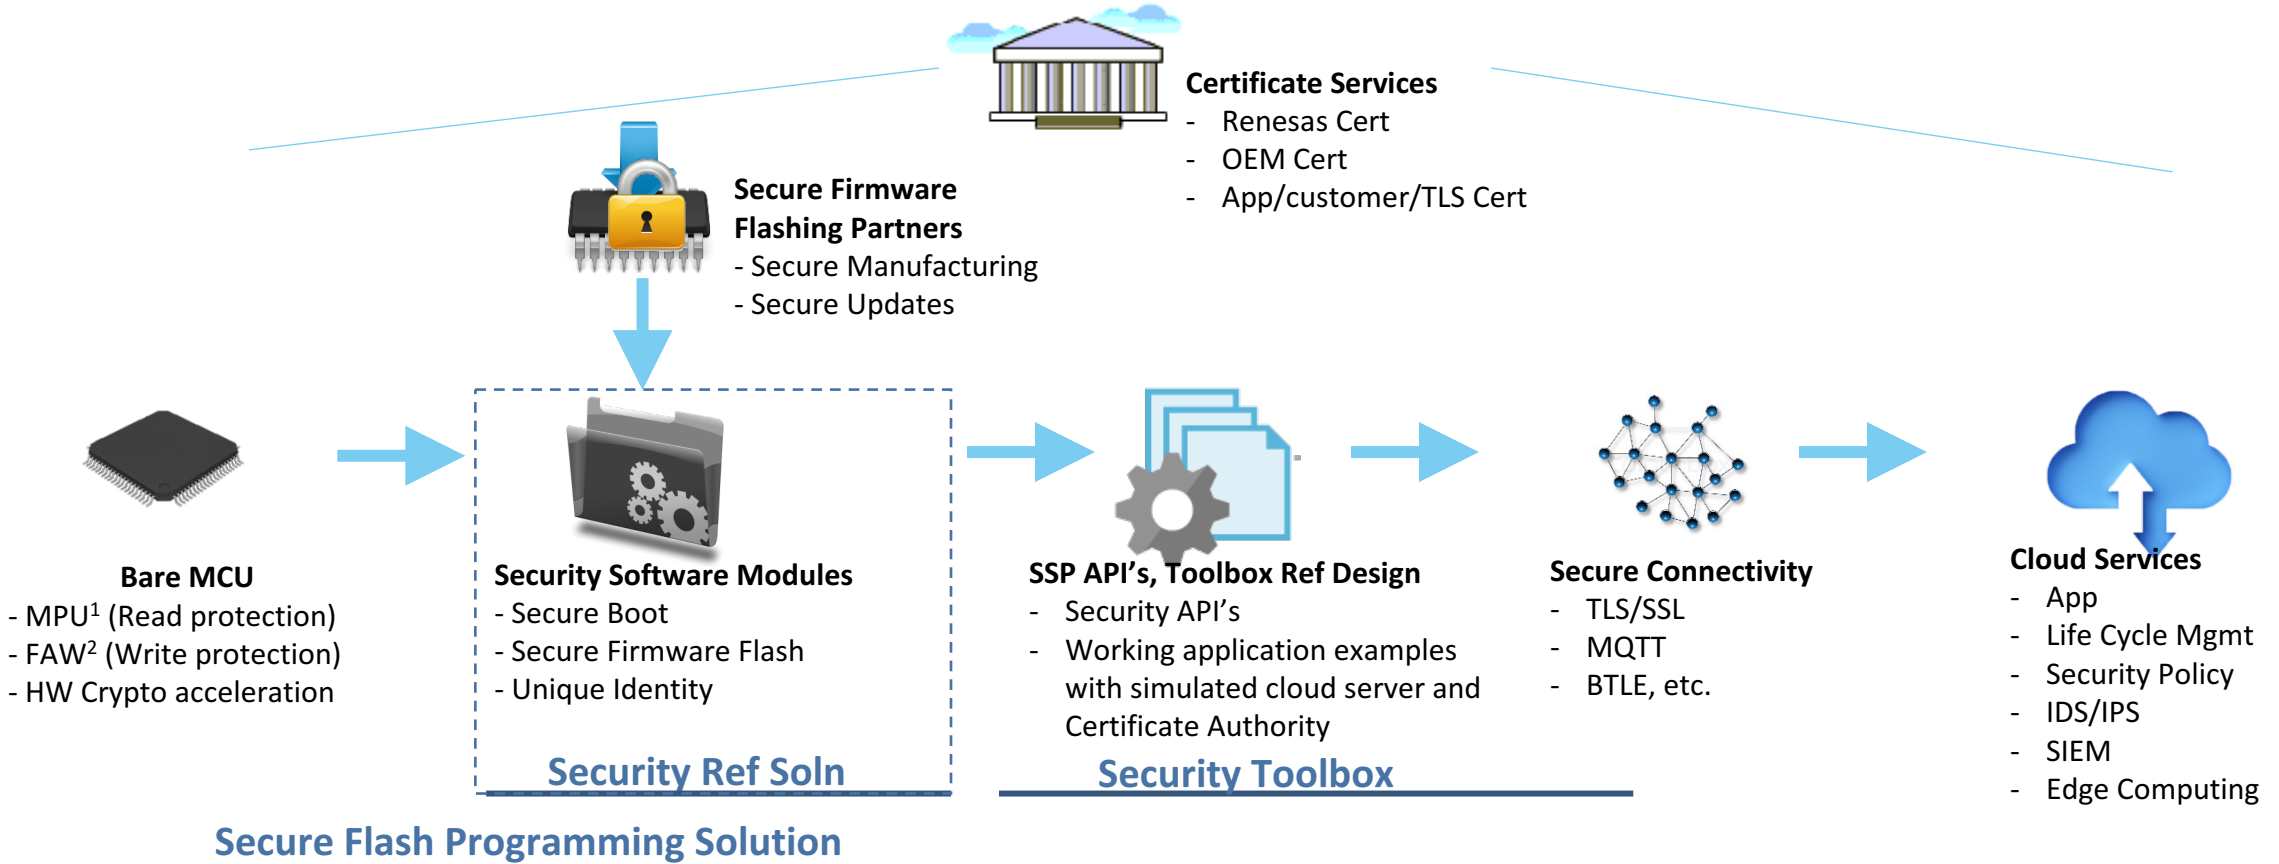 Certificate Services
- Renesas Cert
- OEM Cert
- App/customer/TLS Cert
Secure Firmware
Flashing Partners
- Secure Manufacturing
- Secure Updates
Bare MCU
- MPU¹ (Read protection)
- FAW² (Write protection)
- HW Crypto acceleration
Security Software Modules
- Secure Boot
- Secure Firmware Flash
- Unique Identity
Security Ref Soln
SSP API’s, Toolbox Ref Design
- Security API’s
- Working application examples
with simulated cloud server and
Certificate Authority
Security Toolbox
Secure Connectivity
- TLS/SSL
- MQTT
- BTLE, etc.
Cloud Services
- App
- Life Cycle Mgmt
- Security Policy
- IDS/IPS
- SIEM
- Edge Computing
Secure Flash Programming Solution